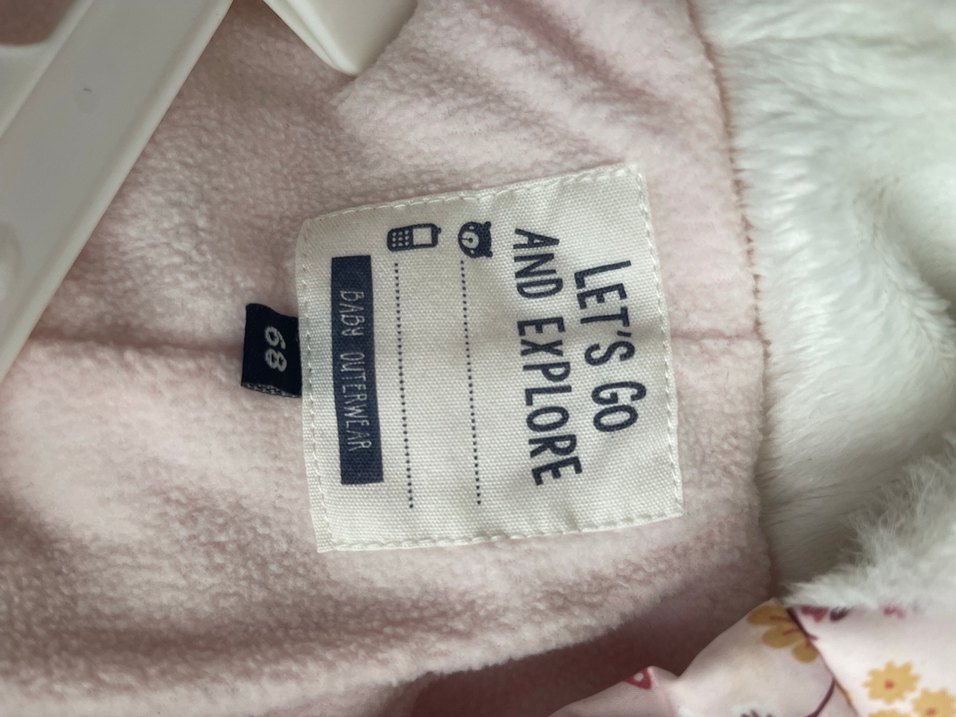 LET'S GO
AND EXPLORE
BABY OUTERWEAR
68